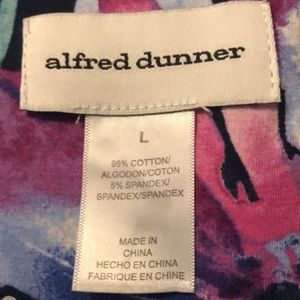 alfred dunner
L
95% COTTON/
ALGODON/COTON
5% SPANDEX/
SPANDEX/SPANDEX
MADE IN
CHINA
HECHO EN CHINA
FABRIQUE EN CHINE